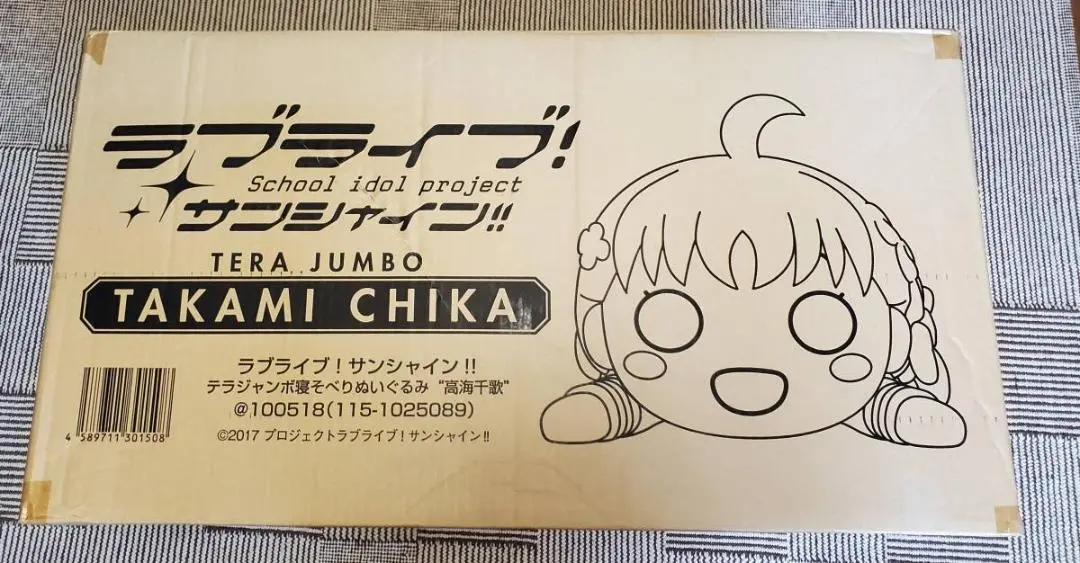 ラブライブ!
School idol project
サンシャイン!!
TERA JUMBO
TAKAMI CHIKA
ラブライブ！サンシャイン!!
テラジャンボ寝そべりぬいぐるみ“高海千歌”
@100518(115-1025089)
©2017 プロジェクトラブライブ！サンシャイン!!
4 589711 301508